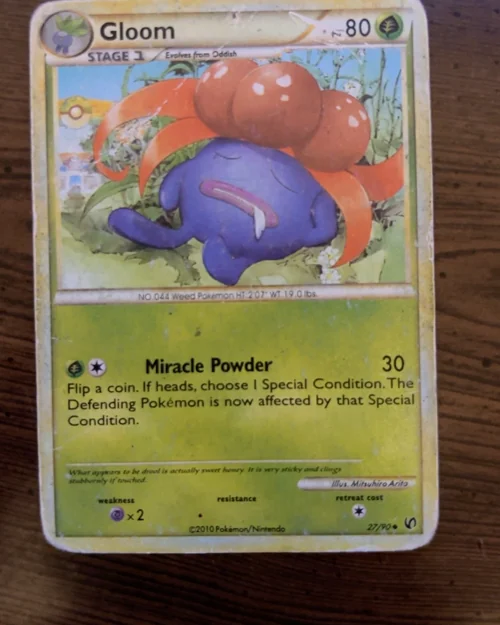 Gloom
80
STAGE 1 Evolves from Oddish
NO.044 Weed Pokémon HT: 2'07" WT: 19.0 lbs.
Miracle Powder 30
Flip a coin. If heads, choose 1 Special Condition. The
Defending Pokémon is now affected by that Special
Condition.
What appears to be drool is actually sweet honey. It is very sticky and clings
stubbornly if touched.
Illus. Mitsuhiro Arita
weakness resistance retreat cost
×2
©2010 Pokémon/Nintendo
27/90